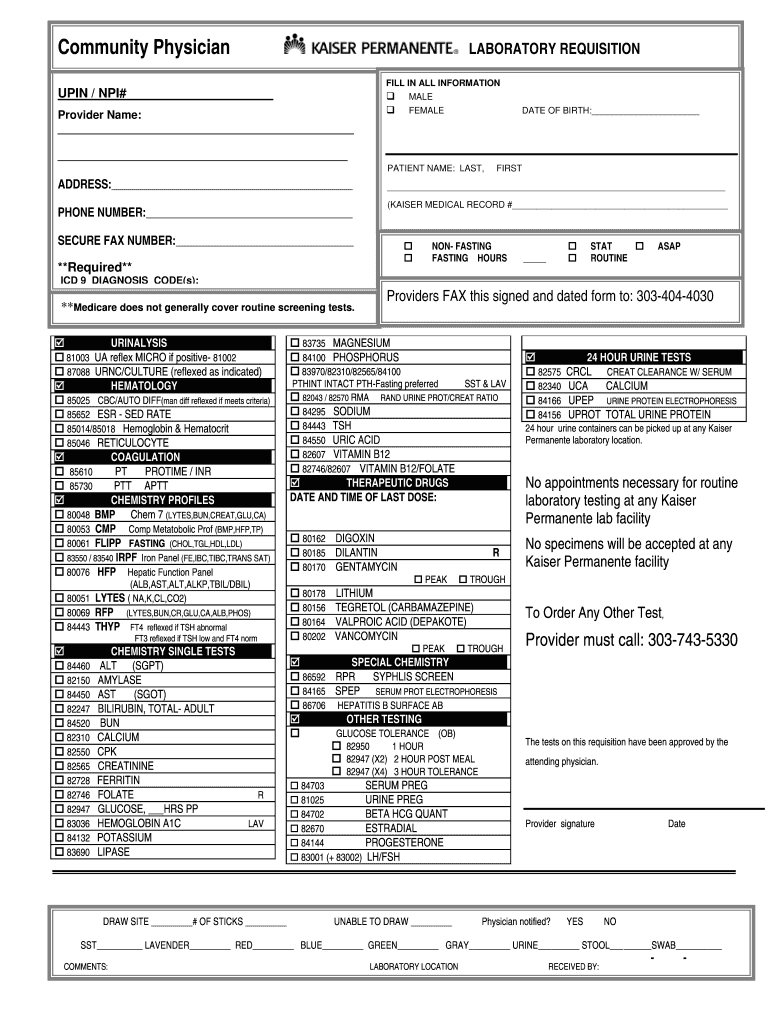 Community Physician
KAISER PERMANENTE® LABORATORY REQUISITION
UPIN / NPI#
Provider Name:
ADDRESS:
PHONE NUMBER:
SECURE FAX NUMBER:
**Required**
ICD 9 DIAGNOSIS CODE(s):
**Medicare does not generally cover routine screening tests.
FILL IN ALL INFORMATION
MALE
FEMALE DATE OF BIRTH:
PATIENT NAME: LAST, FIRST
(KAISER MEDICAL RECORD #
NON- FASTING STAT ASAP
FASTING HOURS _____ ROUTINE
Providers FAX this signed and dated form to: 303-404-4030
URINALYSIS
81003 UA reflex MICRO if positive- 81002
87088 URNC/CULTURE (reflexed as indicated)
HEMATOLOGY
85025 CBC/AUTO DIFF(man diff reflexed if meets criteria)
85652 ESR - SED RATE
85014/85018 Hemoglobin & Hematocrit
85046 RETICULOCYTE
COAGULATION
85610 PT PROTIME / INR
85730 PTT APTT
CHEMISTRY PROFILES
80048 BMP Chem 7 (LYTES,BUN,CREAT,GLU,CA)
80053 CMP Comp Metatobolic Prof (BMP,HFP,TP)
80061 FLIPP FASTING (CHOL,TGL,HDL,LDL)
83550 / 83540 IRPF Iron Panel (FE,IBC,TIBC,TRANS SAT)
80076 HFP Hepatic Function Panel
(ALB,AST,ALT,ALKP,TBIL/DBIL)
80051 LYTES ( NA,K,CL,CO2)
80069 RFP (LYTES,BUN,CR,GLU,CA,ALB,PHOS)
84443 THYP FT4 reflexed if TSH abnormal
FT3 reflexed if TSH low and FT4 norm
CHEMISTRY SINGLE TESTS
84460 ALT (SGPT)
82150 AMYLASE
84450 AST (SGOT)
82247 BILIRUBIN, TOTAL- ADULT
84520 BUN
82310 CALCIUM
82550 CPK
82565 CREATININE
82728 FERRITIN
82746 FOLATE R
82947 GLUCOSE, ___HRS PP
83036 HEMOGLOBIN A1C LAV
84132 POTASSIUM
83690 LIPASE
83735 MAGNESIUM
84100 PHOSPHORUS
83970/82310/82565/84100
PTHINT INTACT PTH-Fasting preferred SST & LAV
82043 / 82570 RMA RAND URINE PROT/CREAT RATIO
84295 SODIUM
84443 TSH
84550 URIC ACID
82607 VITAMIN B12
82746/82607 VITAMIN B12/FOLATE
THERAPEUTIC DRUGS
DATE AND TIME OF LAST DOSE:
80162 DIGOXIN
80185 DILANTIN R
80170 GENTAMYCIN
PEAK TROUGH
80178 LITHIUM
80156 TEGRETOL (CARBAMAZEPINE)
80164 VALPROIC ACID (DEPAKOTE)
80202 VANCOMYCIN
PEAK TROUGH
SPECIAL CHEMISTRY
86592 RPR SYPHLIS SCREEN
84165 SPEP SERUM PROT ELECTROPHORESIS
86706 HEPATITIS B SURFACE AB
OTHER TESTING
GLUCOSE TOLERANCE (OB)
82950 1 HOUR
82947 (X2) 2 HOUR POST MEAL
82947 (X4) 3 HOUR TOLERANCE
84703 SERUM PREG
81025 URINE PREG
84702 BETA HCG QUANT
82670 ESTRADIAL
84144 PROGESTERONE
83001 (+ 83002) LH/FSH
24 HOUR URINE TESTS
82575 CRCL CREAT CLEARANCE W/ SERUM
82340 UCA CALCIUM
84166 UPEP URINE PROTEIN ELECTROPHORESIS
84156 UPROT TOTAL URINE PROTEIN
24 hour urine containers can be picked up at any Kaiser
Permanente laboratory location.
No appointments necessary for routine
laboratory testing at any Kaiser
Permanente lab facility
No specimens will be accepted at any
Kaiser Permanente facility
To Order Any Other Test,
Provider must call: 303-743-5330
The tests on this requisition have been approved by the
attending physician.
Provider signature Date
DRAW SITE _________# OF STICKS _________ UNABLE TO DRAW _________ Physician notified? YES NO
SST_________ LAVENDER_________ RED_________ BLUE_________ GREEN_________ GRAY_________ URINE_________ STOOL_________SWAB_________
- -
COMMENTS: LABORATORY LOCATION RECEIVED BY: